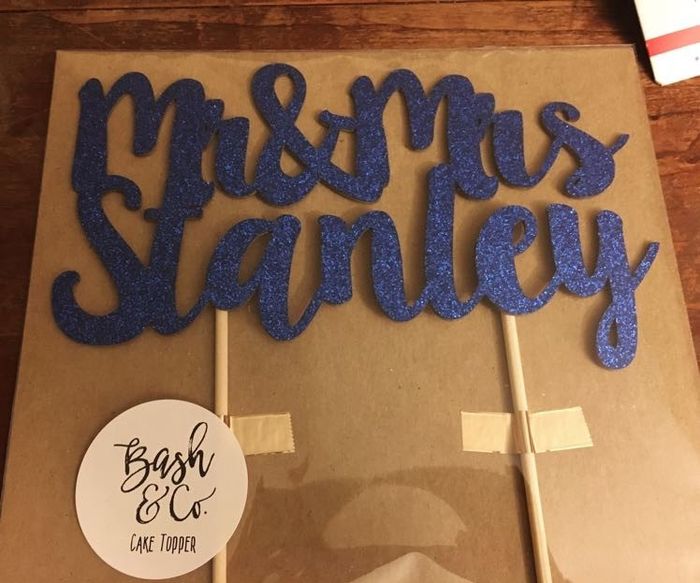 Mr&Mrs
Stanley
Bash
& Co.
CAKE TOPPER